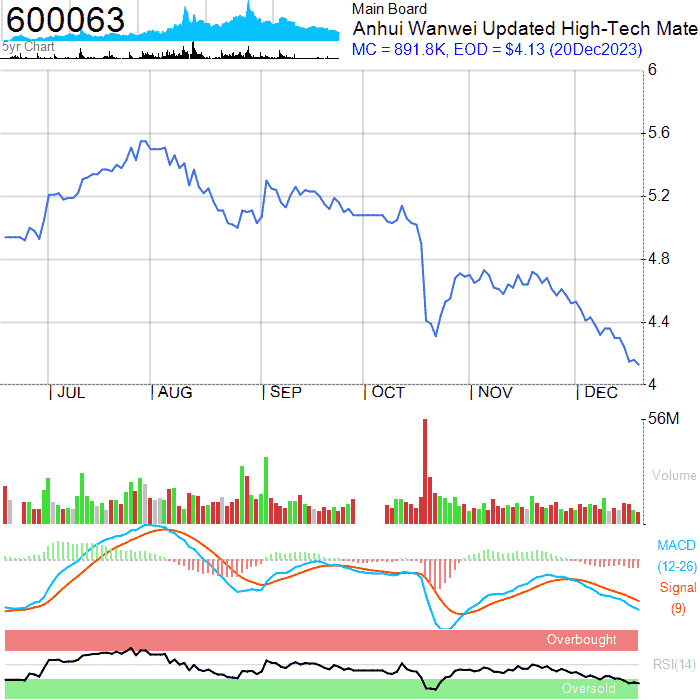 600063
5yr Chart
Main Board
Anhui Wanwei Updated High-Tech Mate
MC = 891.8K, EOD = $4.13 (20Dec2023)
6
5.6
5.2
4.8
4.4
4
JUL AUG SEP OCT NOV DEC
56M
Volume
MACD
(12-26)
Signal
(9)
Overbought
RSI(14)
Oversold